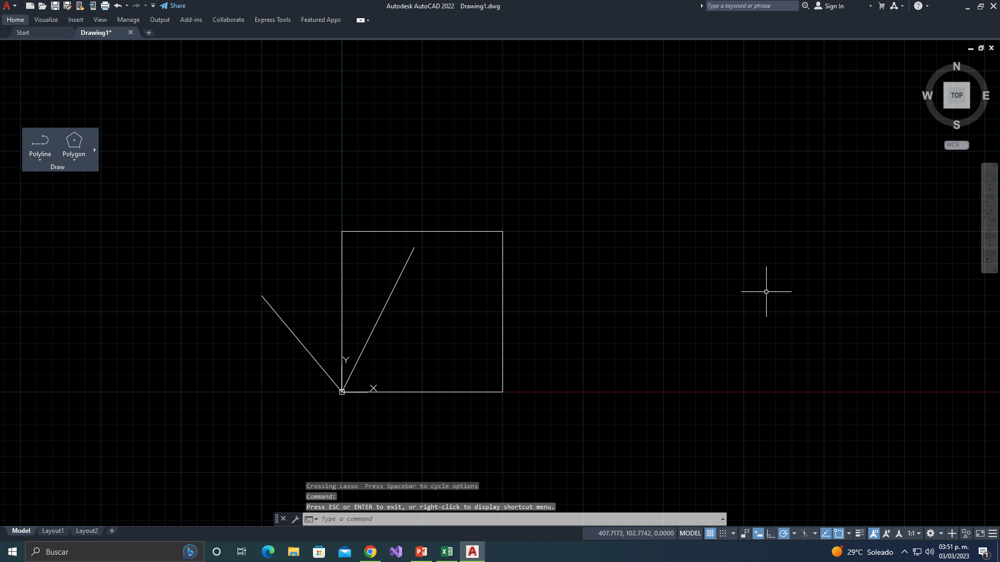 Share
Autodesk AutoCAD 2022 Drawing1.dwg
Type a keyword or phrase
Sign In
Home Visualize Insert View Manage Output Add-ins Collaborate Express Tools Featured Apps
Start
Drawing1*
N
W TOP E
S
WCS
Polyline Polygon
Draw
Y
X
Crossing Lasso Press Spacebar to cycle options
Command:
Press ESC or ENTER to exit, or right-click to display shortcut menu.
Type a command
Model Layout1 Layout2
407.7173, 102.7742, 0.0000 MODEL 1:1
Buscar
29°C Soleado
03:51 p. m.
03/03/2023
1